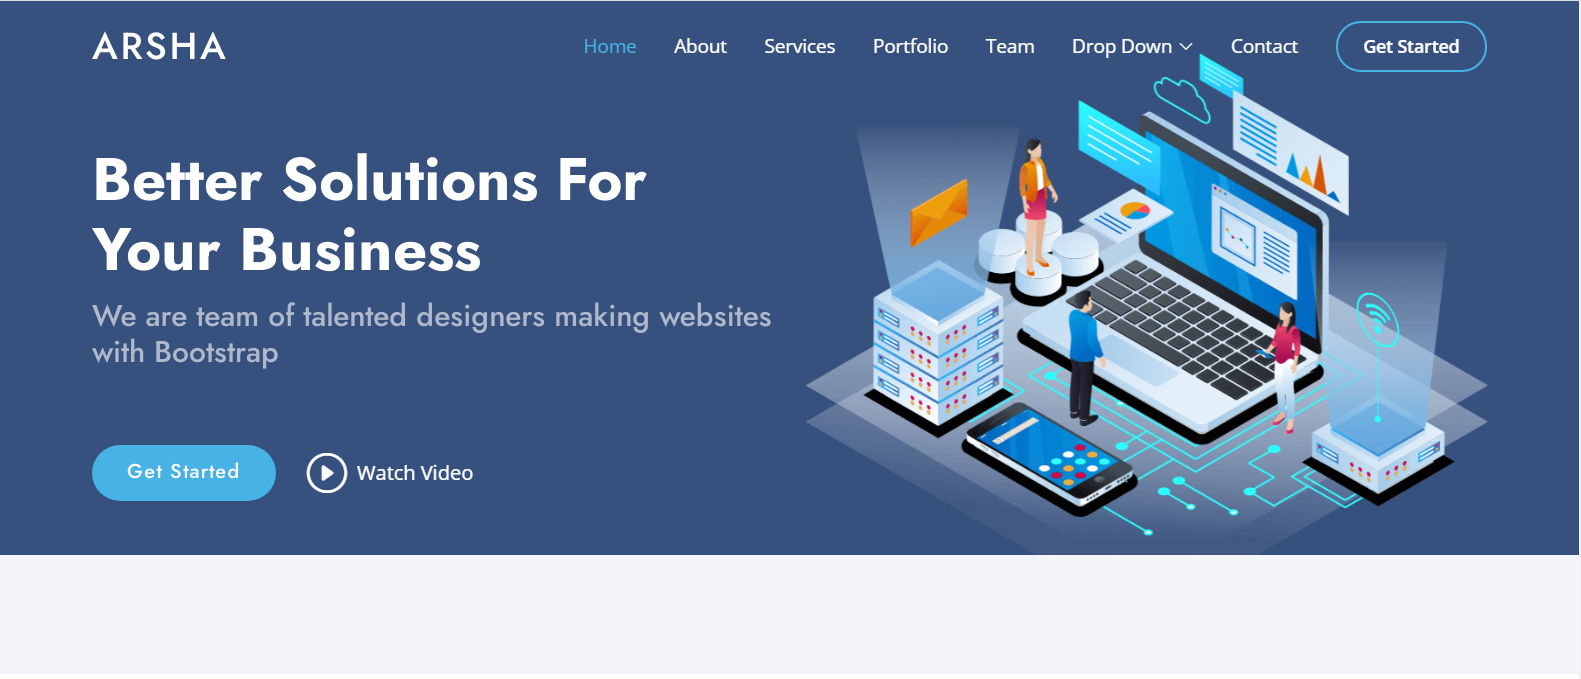 ARSHA
Home About Services Portfolio Team Drop Down Contact Get Started
Better Solutions For
Your Business
We are team of talented designers making websites
with Bootstrap
Get Started Watch Video